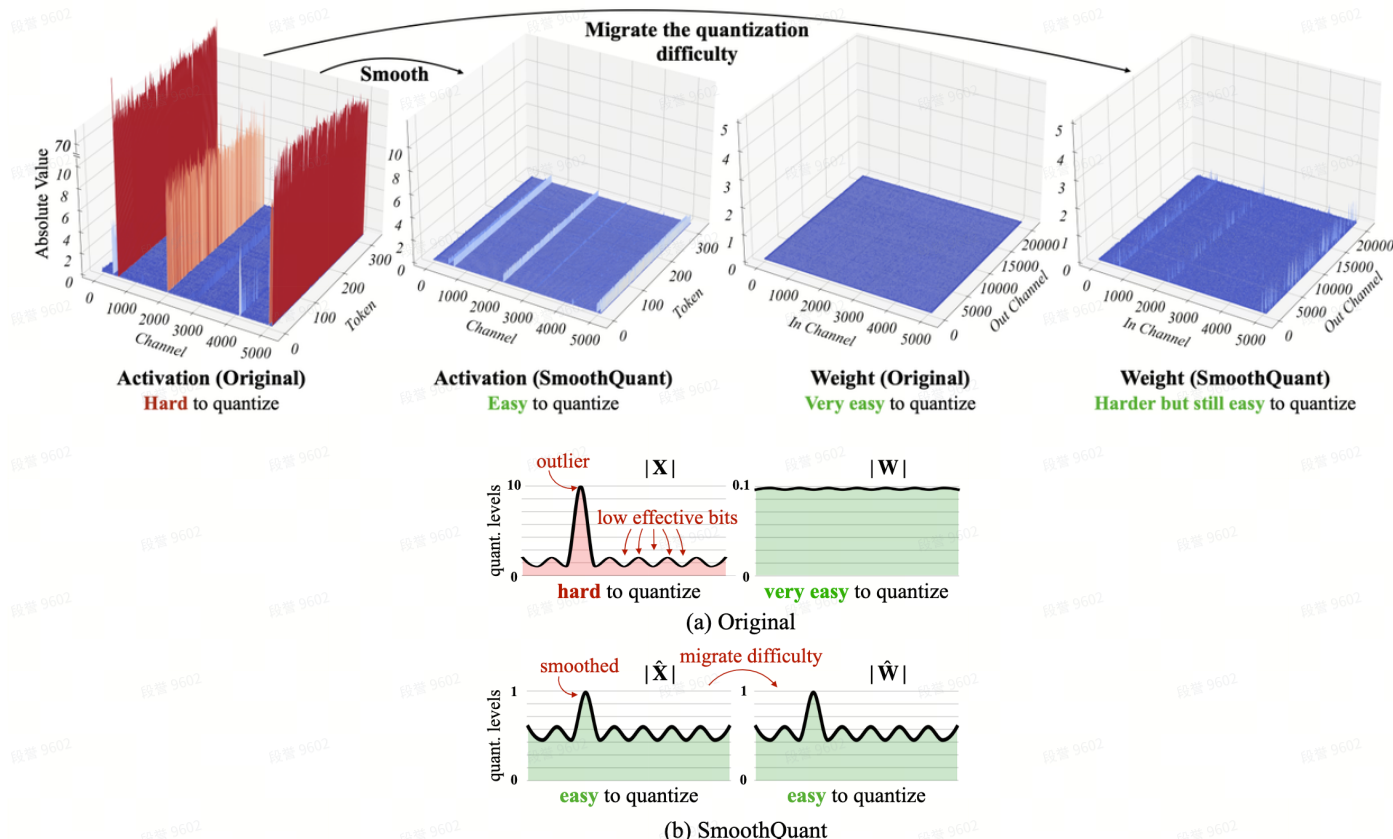 Migrate the quantization
difficulty
Smooth
Absolute Value
70
10
8
6
4
2
0
0
1000
2000
3000
4000
5000
Channel
0
100
200
300
Token
10
8
6
4
2
0
0
1000
2000
3000
4000
5000
Channel
0
100
200
300
Token
5
4
3
2
1
0
0
1000
2000
3000
4000
5000
In Channel
0
5000
10000
15000
20000
Out Channel
5
4
3
2
1
0
0
1000
2000
3000
4000
5000
In Channel
0
5000
10000
15000
20000
Out Channel
Activation (Original)
Hard to quantize
Activation (SmoothQuant)
Easy to quantize
Weight (Original)
Very easy to quantize
Weight (SmoothQuant)
Harder but still easy to quantize
outlier
|X|
|W|
10
0
quant. levels
low effective bits
0.1
0
hard to quantize
very easy to quantize
(a) Original
smoothed
|X̂|
migrate difficulty
|Ŵ|
1
0
quant. levels
1
0
easy to quantize
easy to quantize
(b) SmoothQuant
段誉 9602